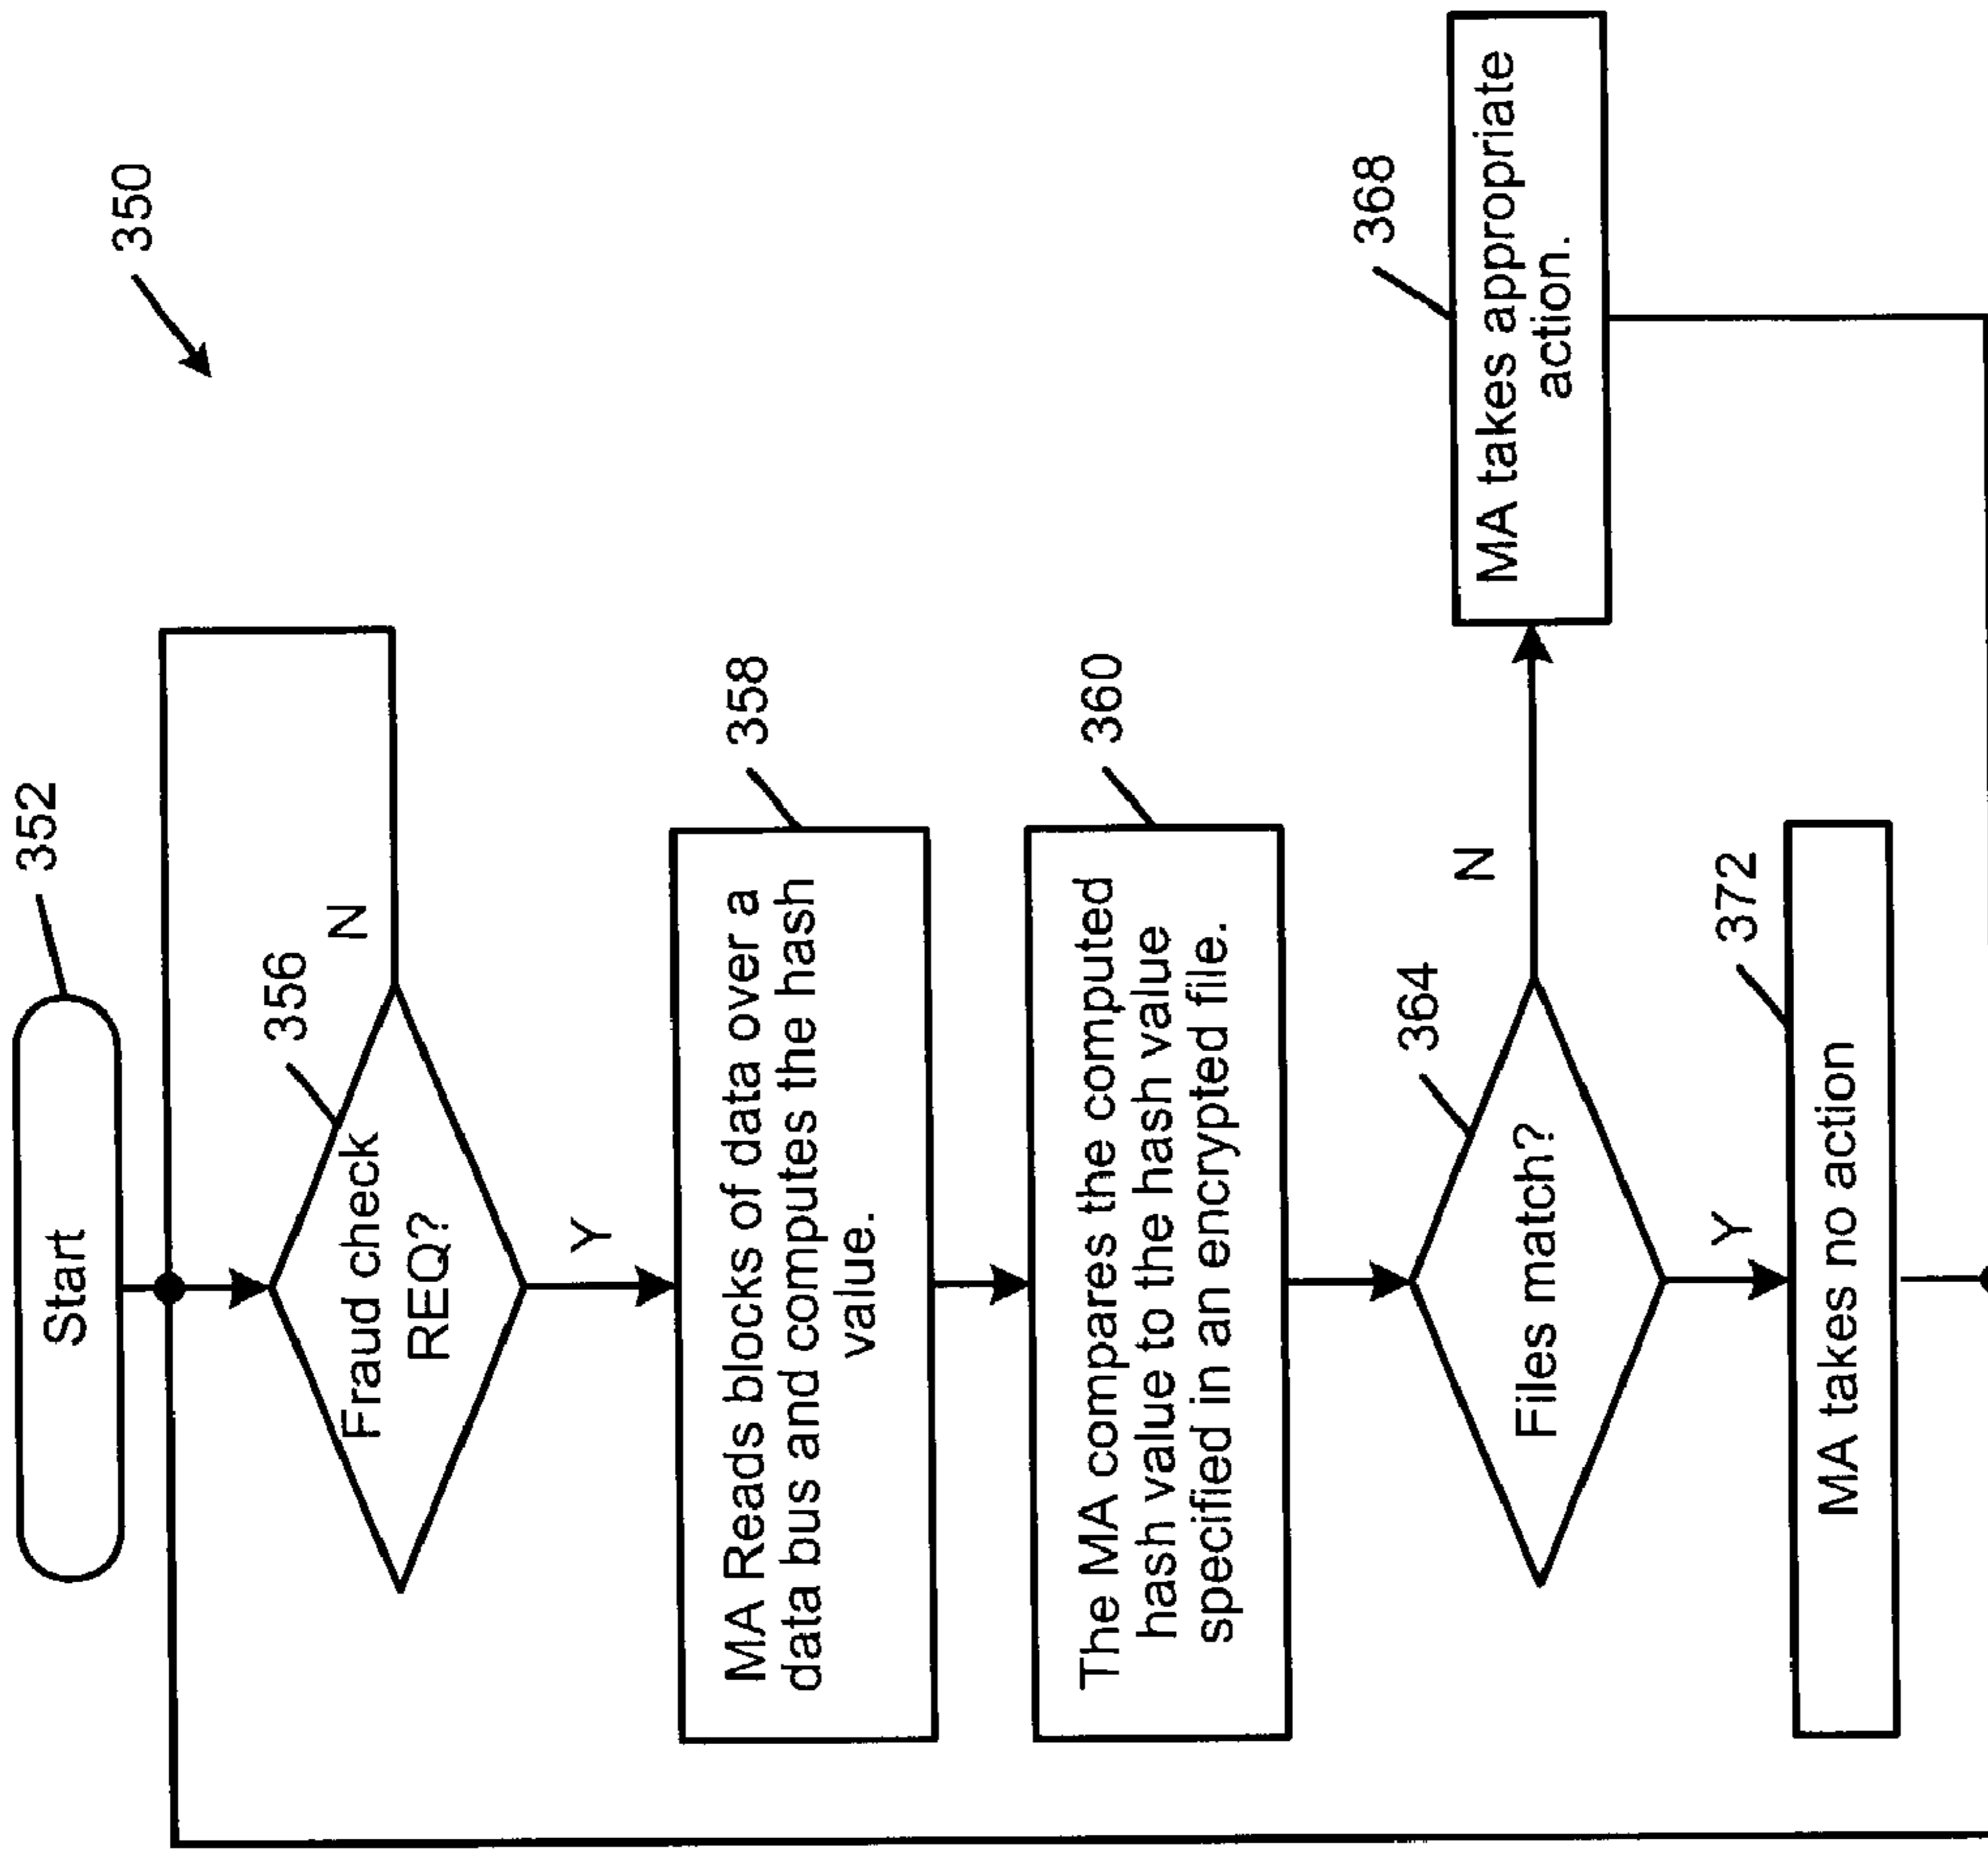 350
352
Start
356
Fraud check
REQ?
N
Y
358
MA Reads blocks of data over a
data bus and computes the hash
value.
360
The MA compares the computed
hash value to the hash value
specified in an encrypted file.
364
Files match?
N
368
MA takes appropriate
action.
Y
372
MA takes no action